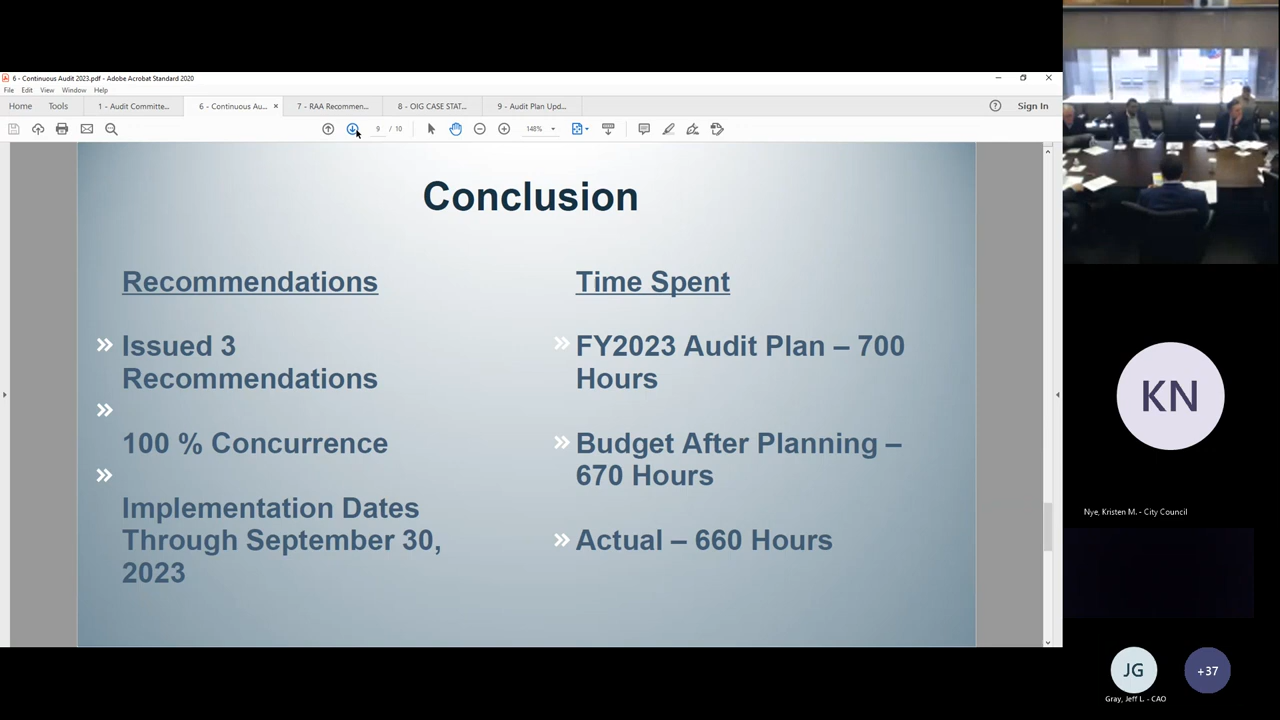 6 - Continuous Audit 2023.pdf - Adobe Acrobat Standard 2020
File Edit View Window Help
Home Tools 1 - Audit Committe... 6 - Continuous Au... × 7 - RAA Recommen... 8 - OIG CASE STAT... 9 - Audit Plan Upd... Sign In
9 / 10 148%
Conclusion
Recommendations
» Issued 3
Recommendations
»
100 % Concurrence
»
Implementation Dates
Through September 30,
2023
Time Spent
» FY2023 Audit Plan – 700
Hours
» Budget After Planning –
670 Hours
» Actual – 660 Hours
KN
Nye, Kristen M. - City Council
JG
+37
Gray, Jeff L. - CAO